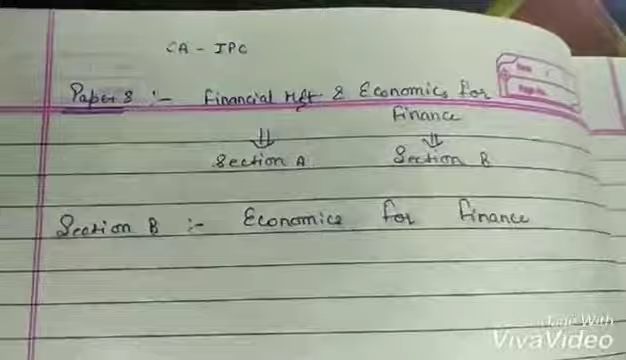 CA - IPC
Paper 8 :- Financial Mgt & Economics for
Finance
Section A Section B
Section B :- Economics for Finance
Made With
VivaVideo